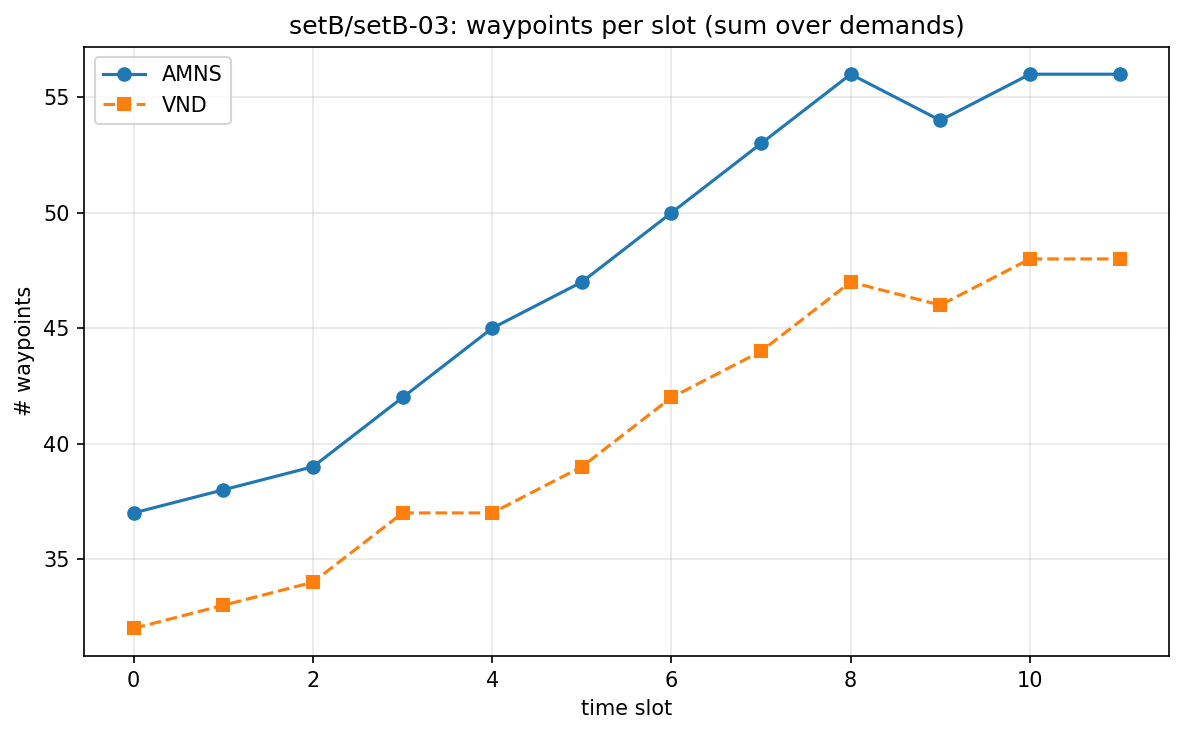 setB/setB-03: waypoints per slot (sum over demands)
AMNS
VND
# waypoints
55
50
45
40
35
0 2 4 6 8 10
time slot